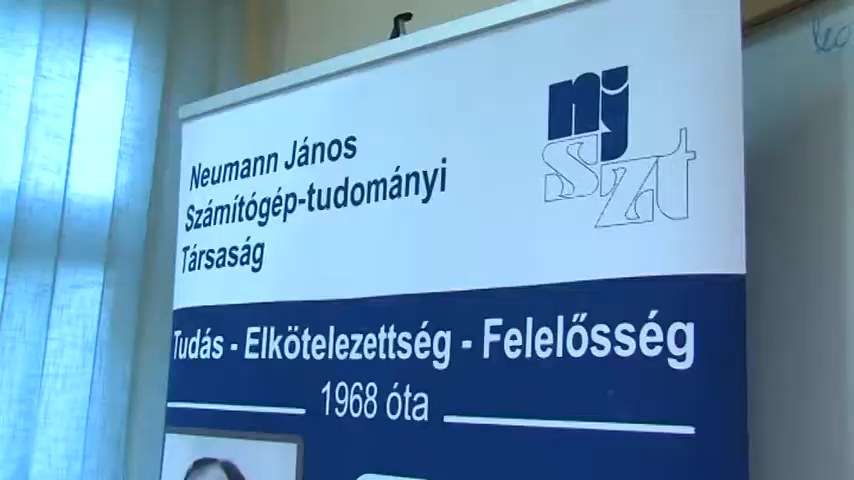 Neumann János
Számítógép-tudományi
Társaság
njszt
Tudás - Elkötelezettség - Felelősség
1968 óta